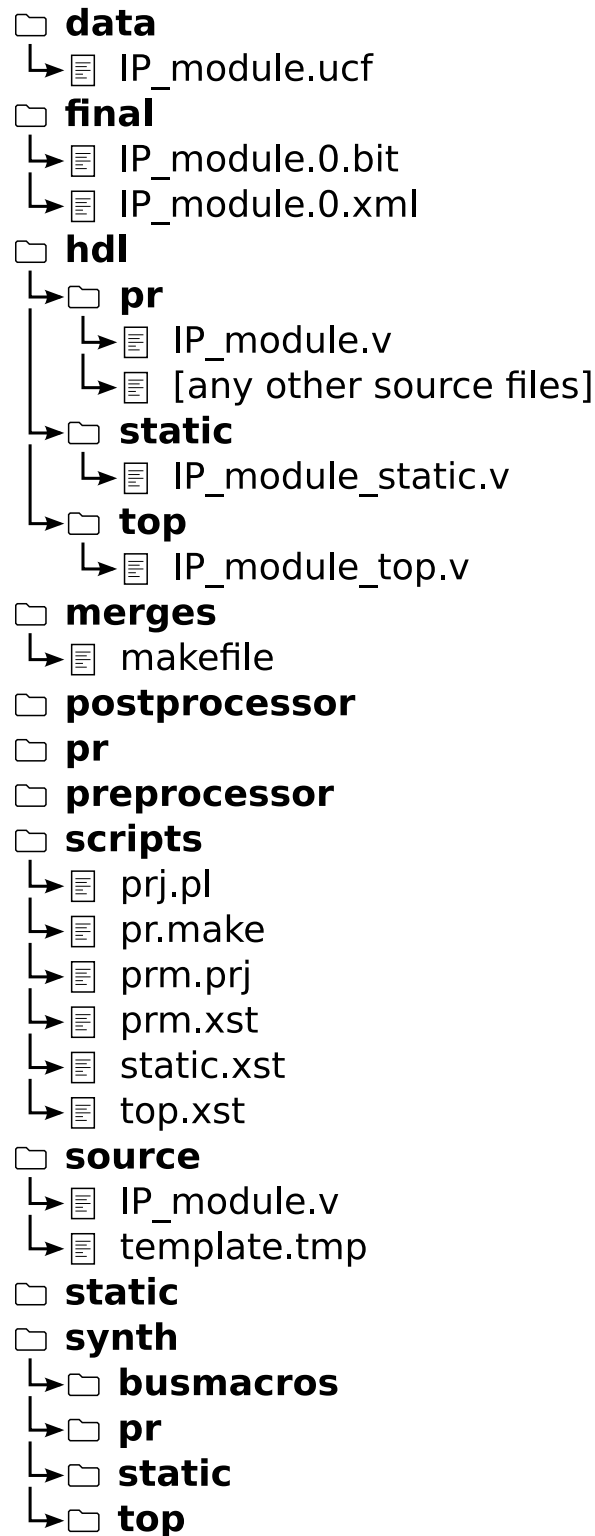 data
IP_module.ucf
final
IP_module.0.bit
IP_module.0.xml
hdl
pr
IP_module.v
[any other source files]
static
IP_module_static.v
top
IP_module_top.v
merges
makefile
postprocessor
pr
preprocessor
scripts
prj.pl
pr.make
prm.prj
prm.xst
static.xst
top.xst
source
IP_module.v
template.tmp
static
synth
busmacros
pr
static
top